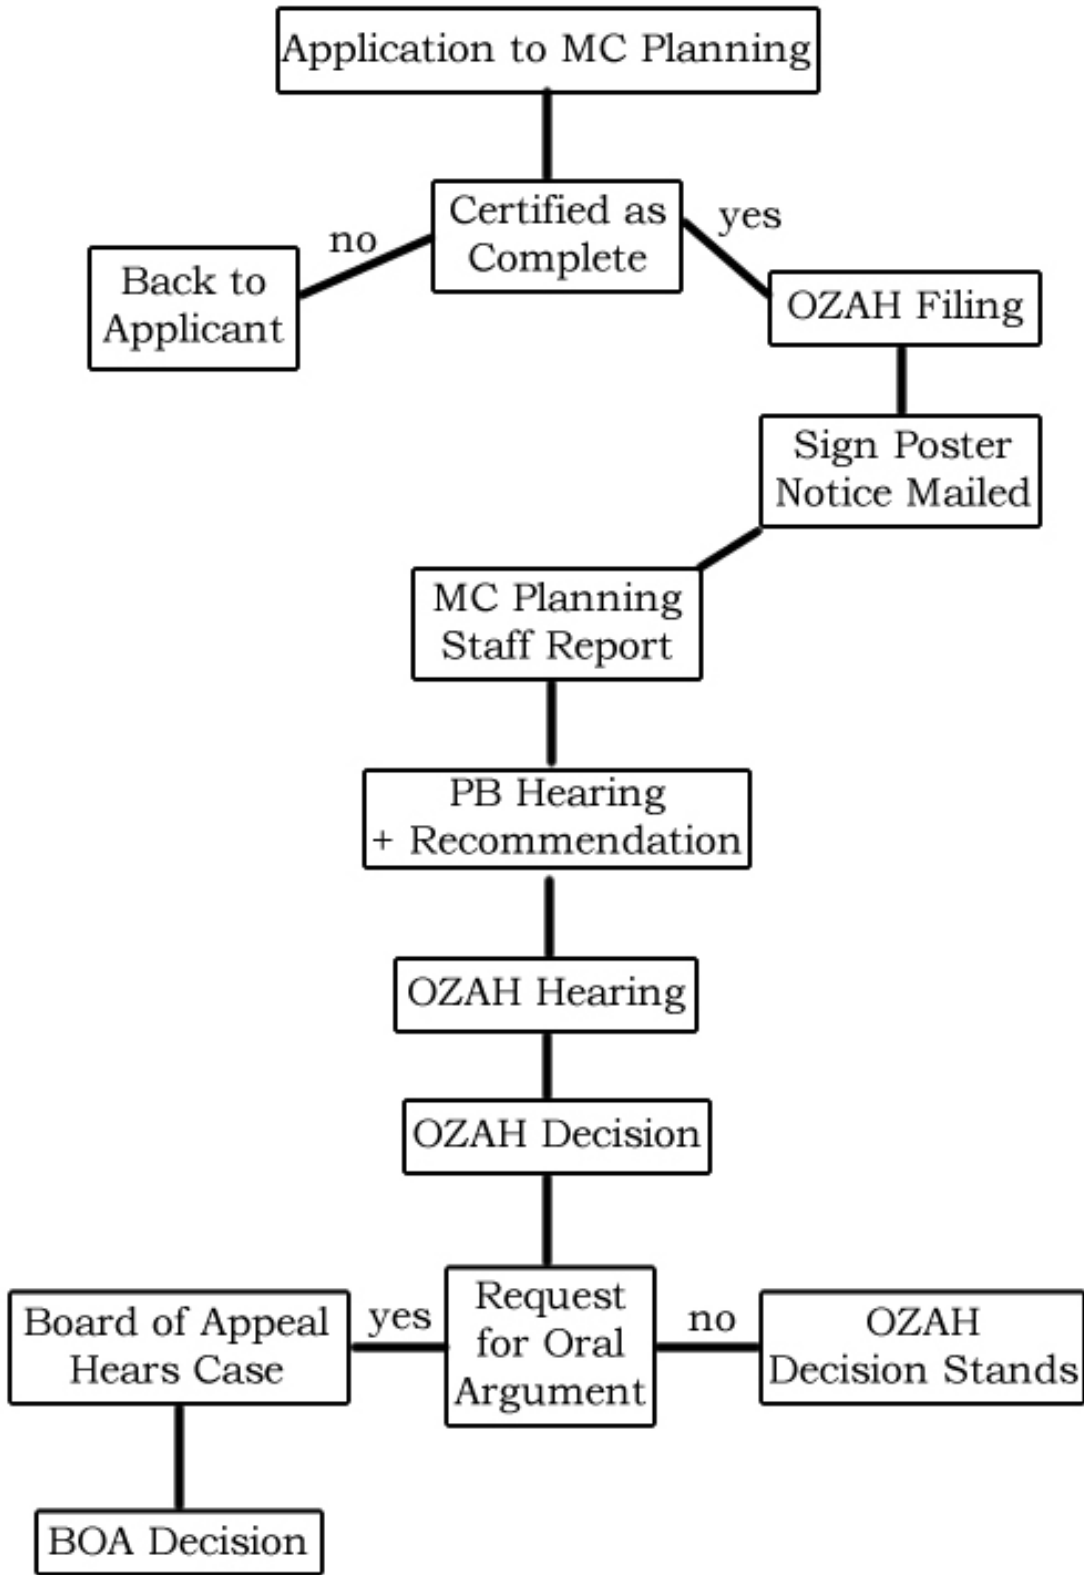 Application to MC Planning
Certified as
Complete
no
yes
Back to
Applicant
OZAH Filing
Sign Poster
Notice Mailed
MC Planning
Staff Report
PB Hearing
+ Recommendation
OZAH Hearing
OZAH Decision
Request
for Oral
Argument
yes
no
Board of Appeal
Hears Case
OZAH
Decision Stands
BOA Decision